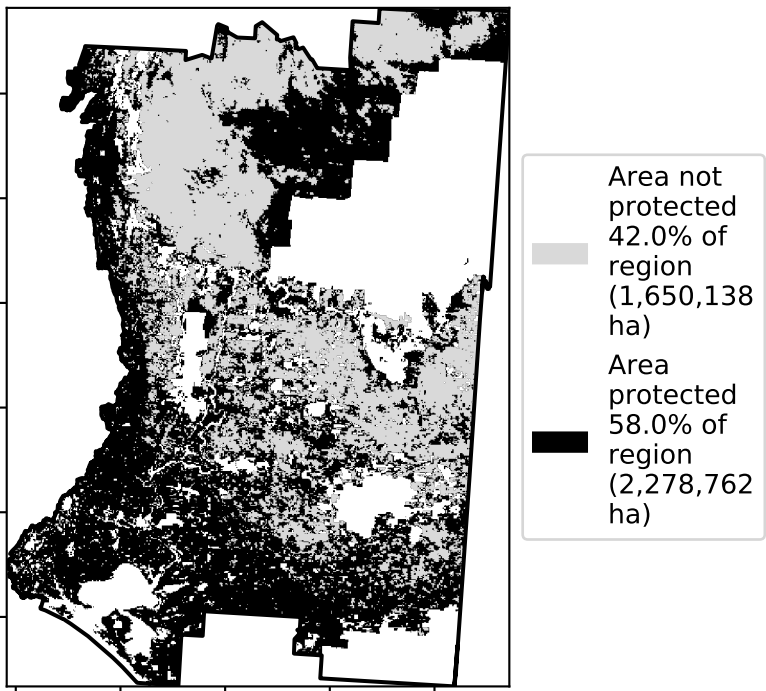 Area not
protected
42.0% of
region
(1,650,138
ha)
Area
protected
58.0% of
region
(2,278,762
ha)